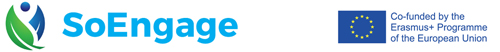 SoEngage
Co-funded by the
Erasmus+ Programme
of the European Union